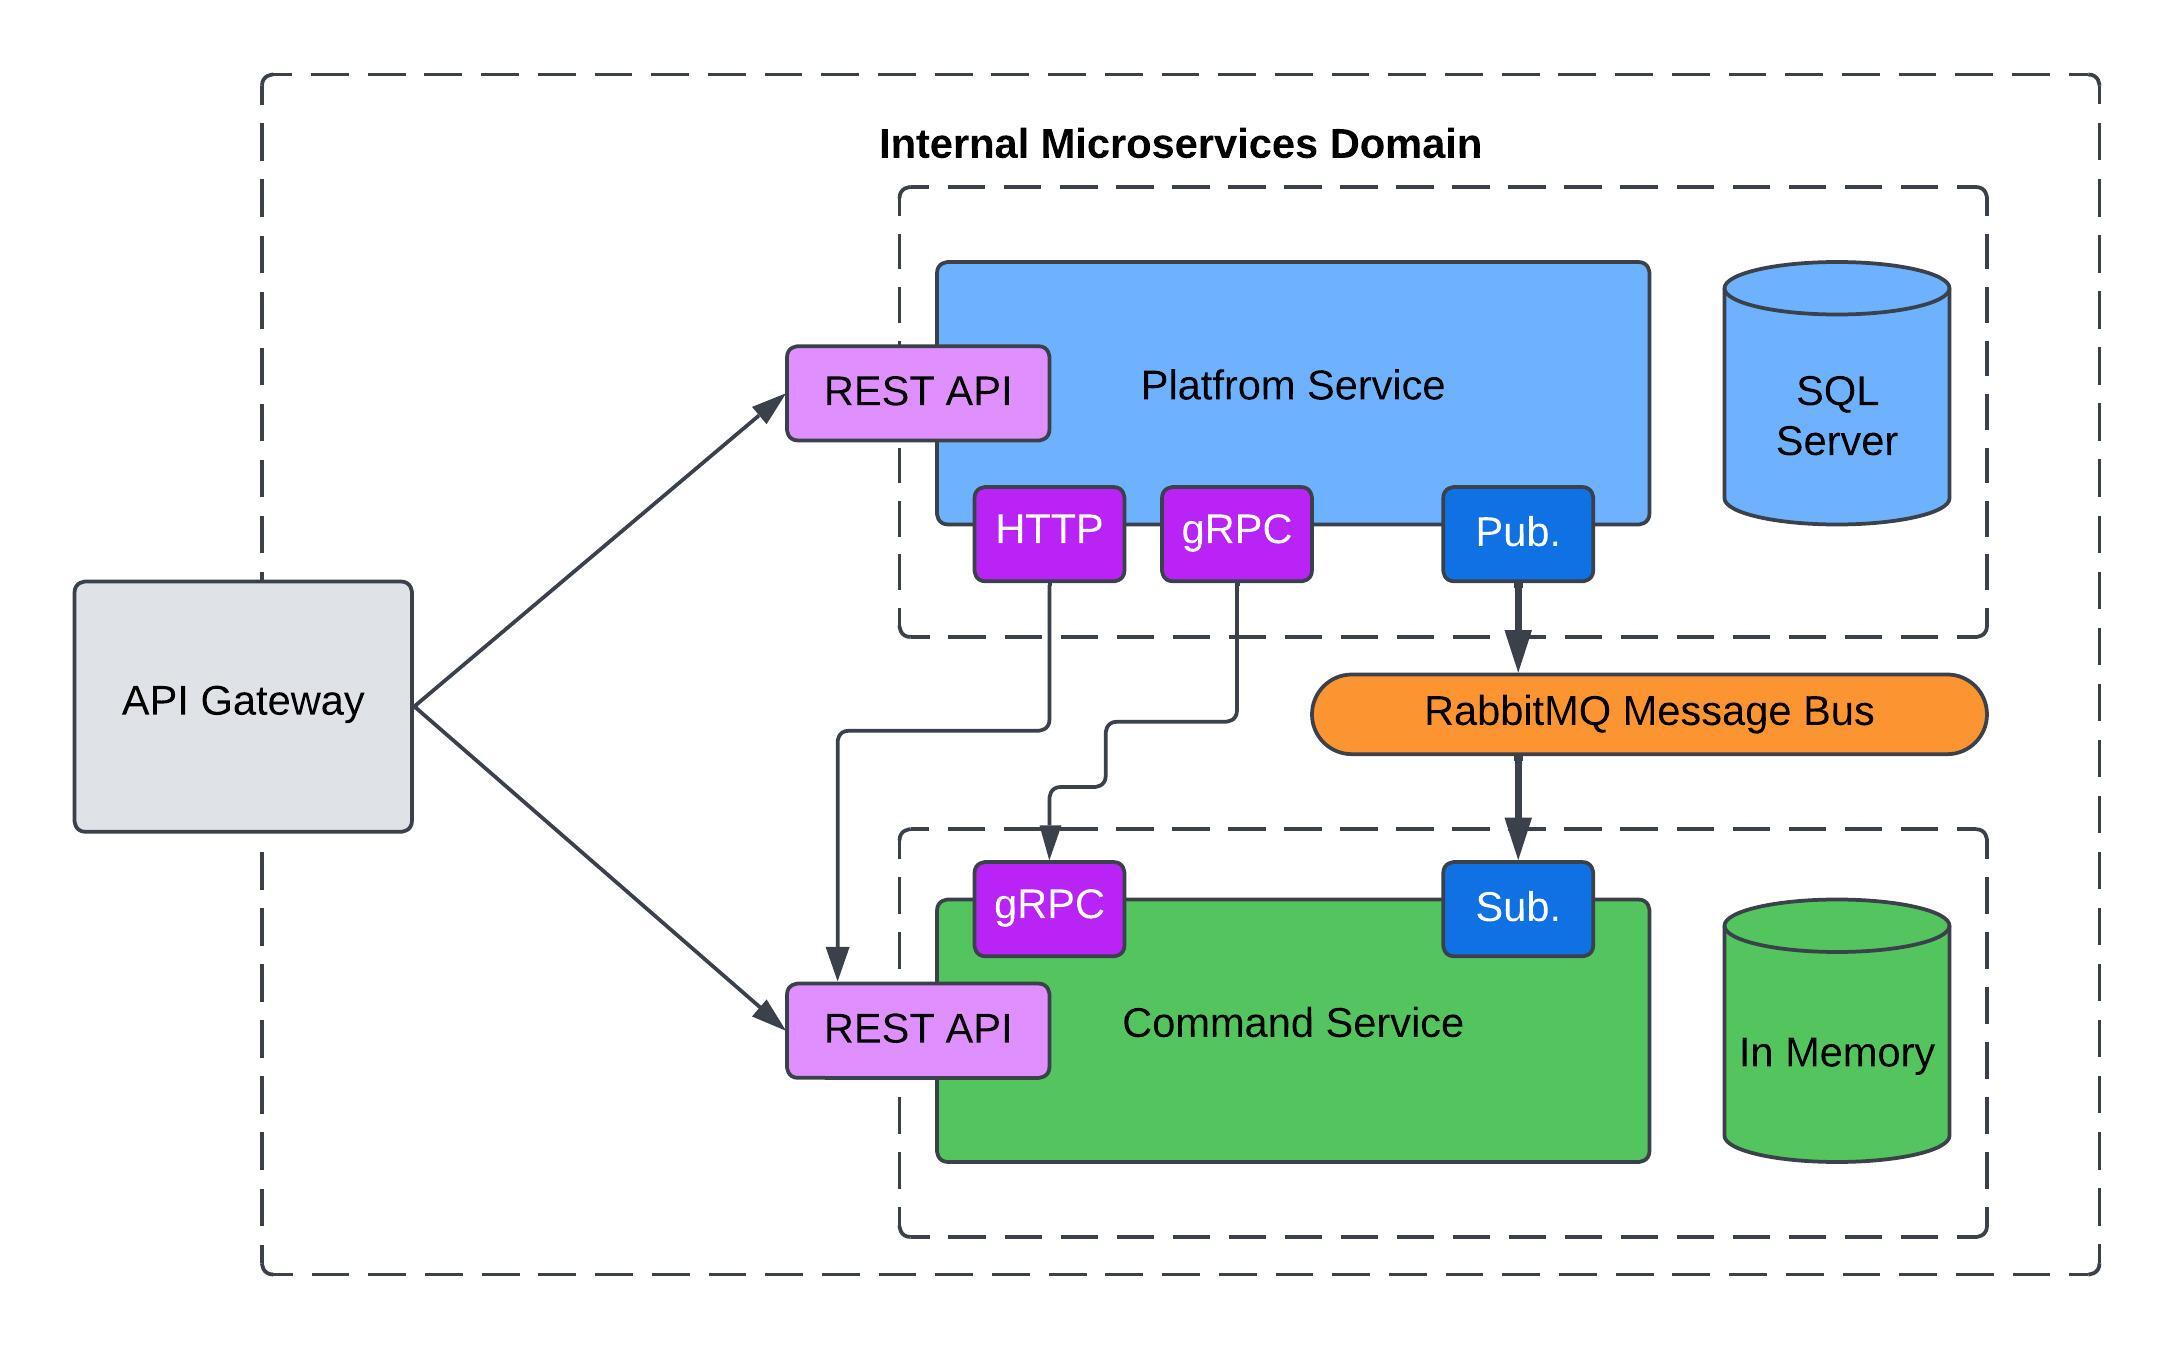 Internal Microservices Domain
REST API
Platfrom Service
SQL
Server
HTTP
gRPC
Pub.
API Gateway
RabbitMQ Message Bus
gRPC
Sub.
REST API
Command Service
In Memory